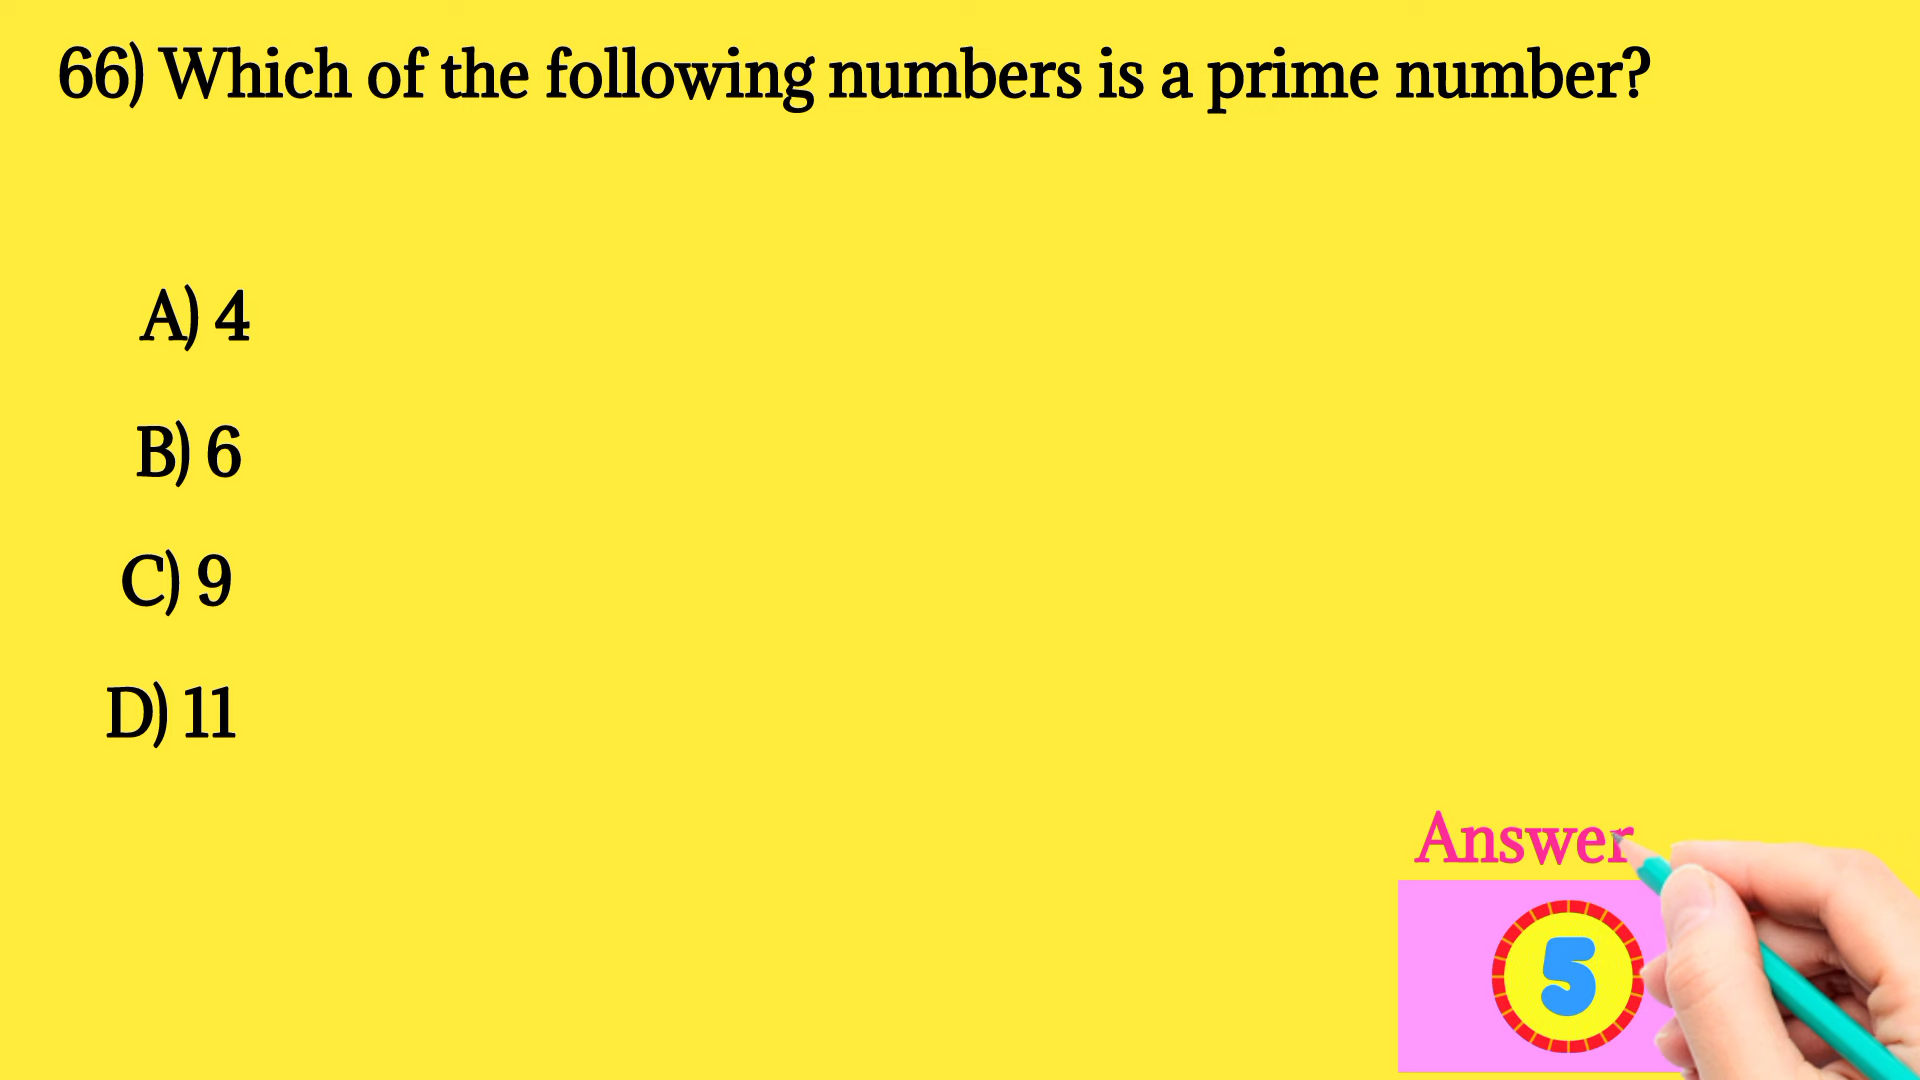 66) Which of the following numbers is a prime number?
A) 4
B) 6
C) 9
D) 11
Answer
5